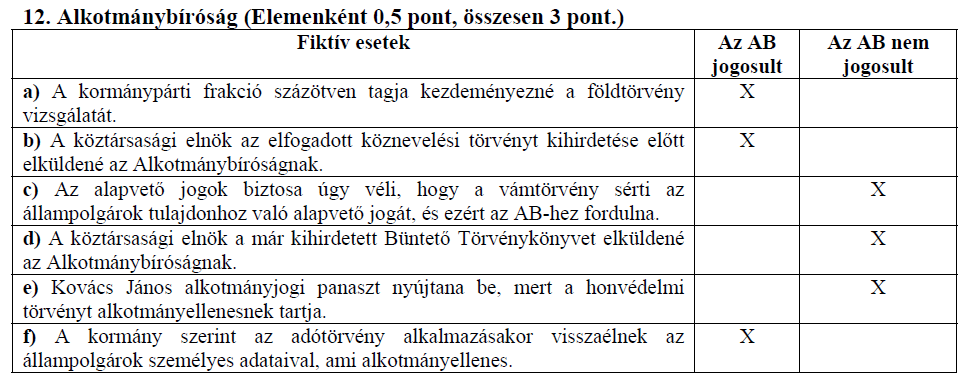 12. Alkotmánybíróság (Elemenként 0,5 pont, összesen 3 pont.)
Fiktív esetek Az AB jogosult Az AB nem jogosult
a) A kormánypárti frakció százötven tagja kezdeményezné a földtörvény X
vizsgálatát.
b) A köztársasági elnök az elfogadott köznevelési törvényt kihirdetése előtt X
elküldené az Alkotmánybíróságnak.
c) Az alapvető jogok biztosa úgy véli, hogy a vámtörvény sérti az X
állampolgárok tulajdonhoz való alapvető jogát, és ezért az AB-hez fordulna.
d) A köztársasági elnök a már kihirdetett Büntető Törvénykönyvet elküldené X
az Alkotmánybíróságnak.
e) Kovács János alkotmányjogi panaszt nyújtana be, mert a honvédelmi X
törvényt alkotmányellenesnek tartja.
f) A kormány szerint az adótörvény alkalmazásakor visszaélnek az X
állampolgárok személyes adataival, ami alkotmányellenes.